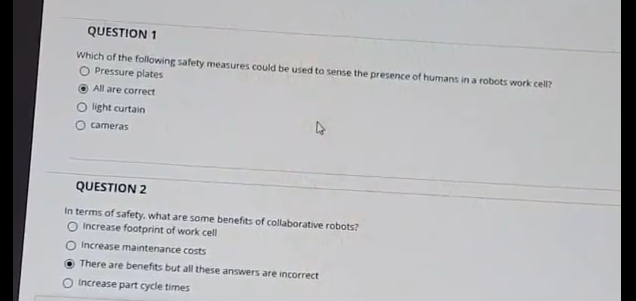 QUESTION 1
Which of the following safety measures could be used to sense the presence of humans in a robots work cell?
Pressure plates
All are correct
light curtain
cameras
QUESTION 2
In terms of safety, what are some benefits of collaborative robots?
Increase footprint of work cell
Increase maintenance costs
There are benefits but all these answers are incorrect
Increase part cycle times